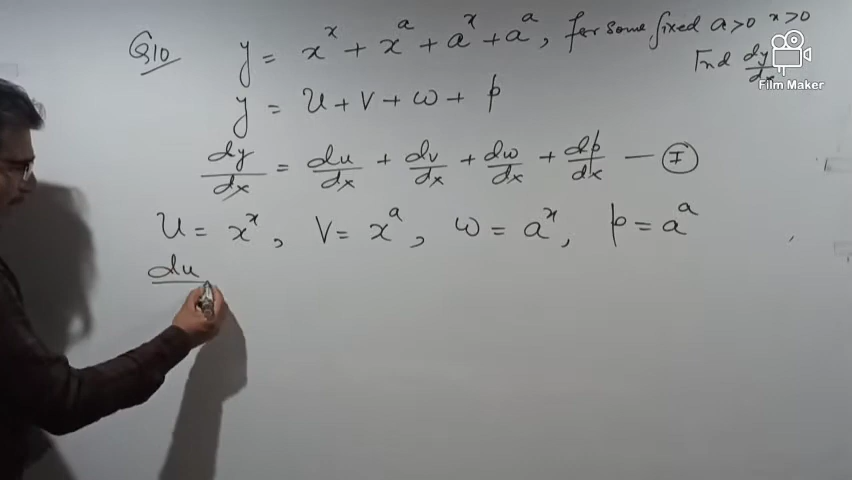 Q10 y = x^x + x^a + a^x + a^a, for some fixed a>0 x>0
Find dy/dx
Film Maker
y = u + v + w + p
dy/dx = du/dx + dv/dx + dw/dx + dp/dx — (I)
u = x^x, v = x^a, w = a^x, p = a^a
du